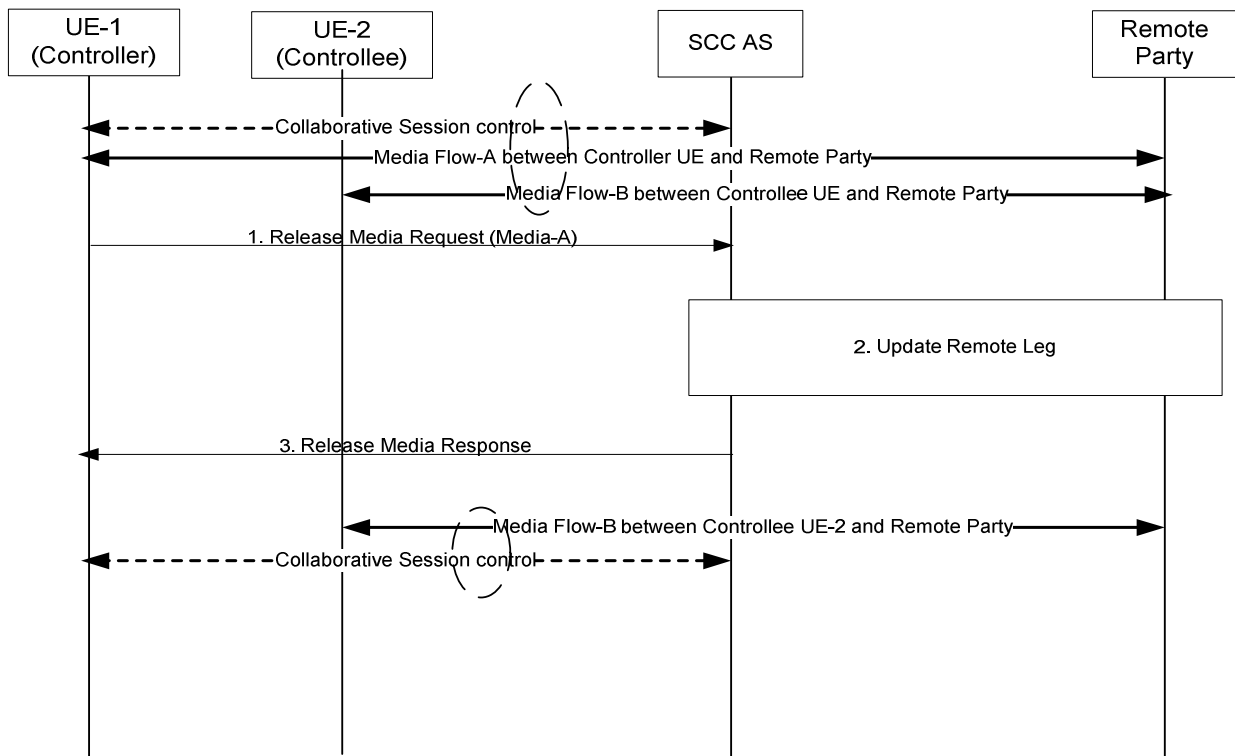 UE-1
(Controller)
UE-2
(Controllee)
SCC AS
Remote
Party
Collaborative Session control
Media Flow-A between Controller UE and Remote Party
Media Flow-B between Controllee UE and Remote Party
1. Release Media Request (Media-A)
2. Update Remote Leg
3. Release Media Response
Media Flow-B between Controllee UE-2 and Remote Party
Collaborative Session control